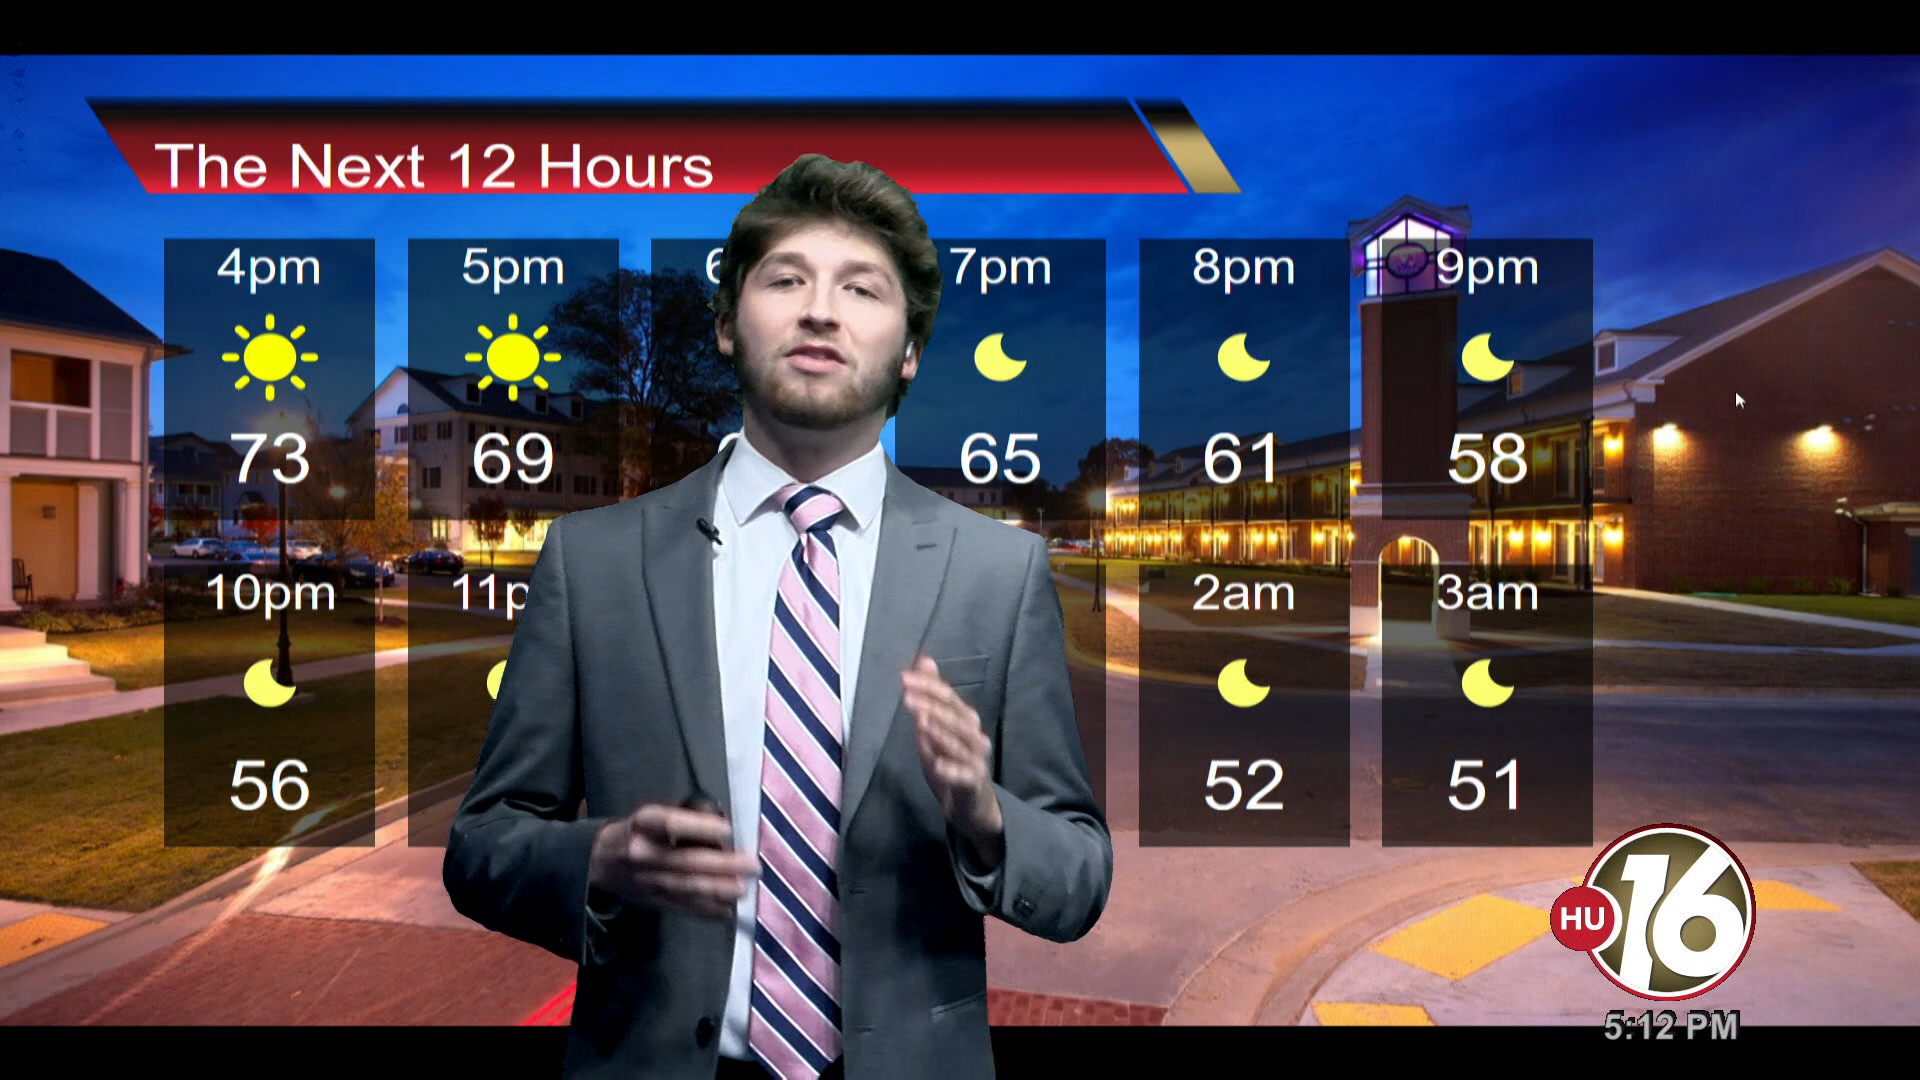 The Next 12 Hours
4pm 5pm 7pm 8pm 9pm
73 69 65 61 58
10pm 2am 3am
56 52 51
HU 16
5:12 PM